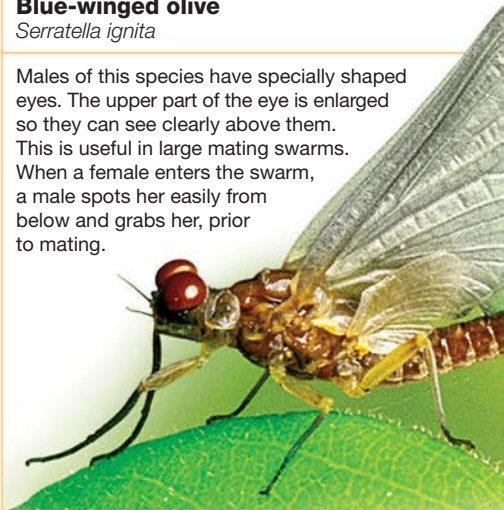 Blue-winged olive
Serratella ignita
Males of this species have specially shaped
eyes. The upper part of the eye is enlarged
so they can see clearly above them.
This is useful in large mating swarms.
When a female enters the swarm,
a male spots her easily from
below and grabs her, prior
to mating.